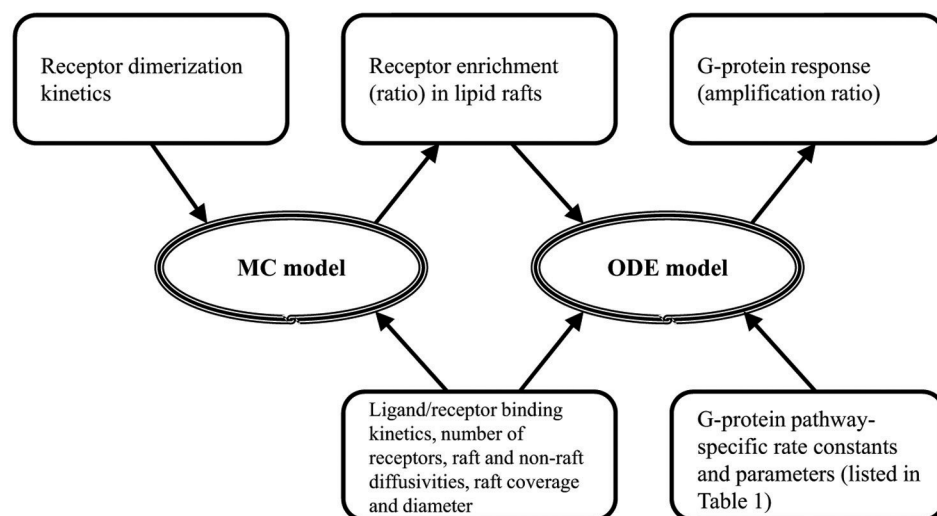 Receptor dimerization
kinetics
Receptor enrichment
(ratio) in lipid rafts
G-protein response
(amplification ratio)
MC model
ODE model
Ligand/receptor binding
kinetics, number of
receptors, raft and non-raft
diffusivities, raft coverage
and diameter
G-protein pathway-
specific rate constants
and parameters (listed in
Table 1)